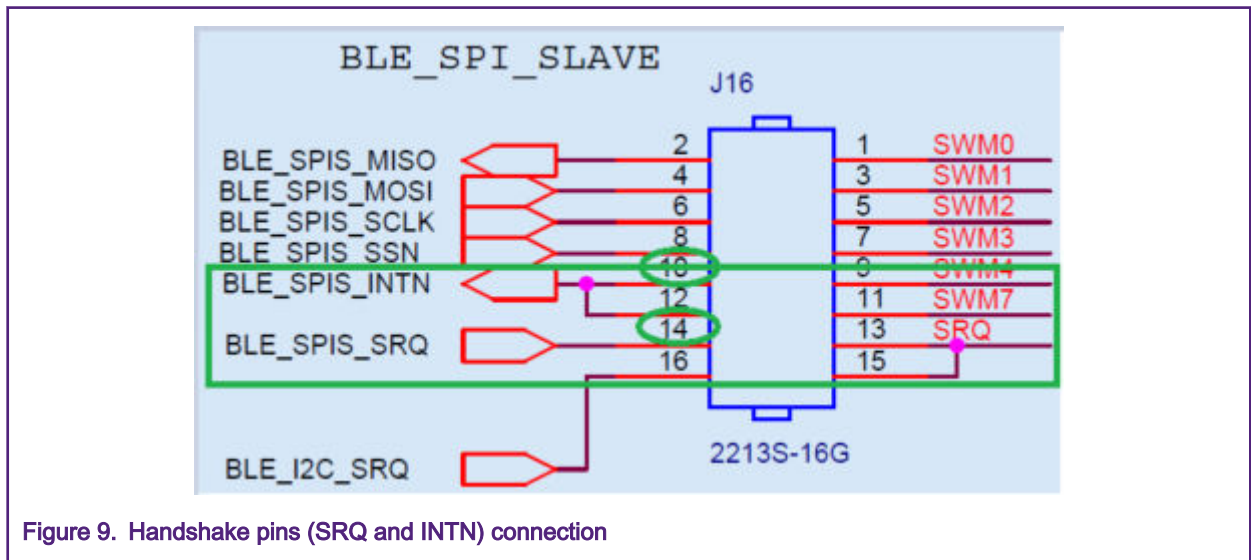 BLE_SPI_SLAVE
J16
BLE_SPIS_MISO 2 1 SWM0
BLE_SPIS_MOSI 4 3 SWM1
BLE_SPIS_SCLK 6 5 SWM2
BLE_SPIS_SSN 8 7 SWM3
BLE_SPIS_INTN 10 9 SWM4
12 11 SWM7
BLE_SPIS_SRQ 14 13 SRQ
16 15
BLE_I2C_SRQ
2213S-16G
Figure 9. Handshake pins (SRQ and INTN) connection